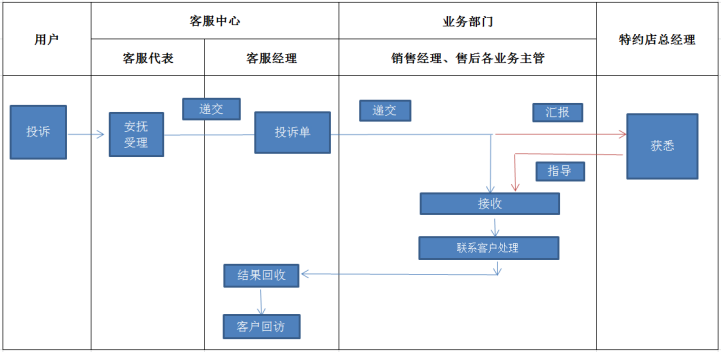 用户
客服中心
业务部门
特约店总经理
客服代表
客服经理
销售经理、售后各业务主管
投诉
安抚
受理
递交
投诉单
递交
汇报
获悉
指导
接收
联系客户处理
结果回收
客户回访